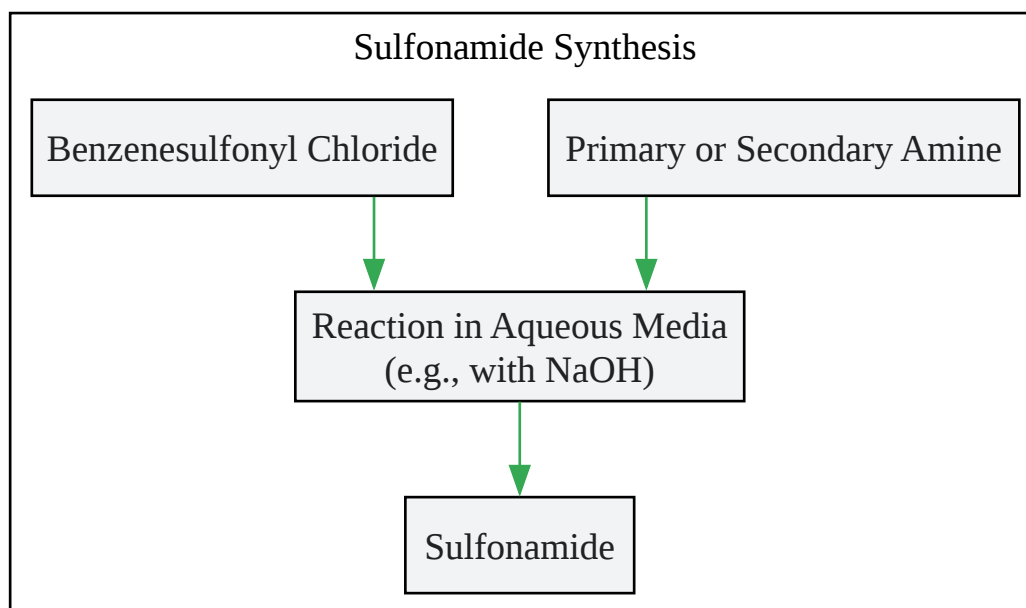 Sulfonamide Synthesis
Benzenesulfonyl Chloride
Primary or Secondary Amine
Reaction in Aqueous Media
(e.g., with NaOH)
Sulfonamide